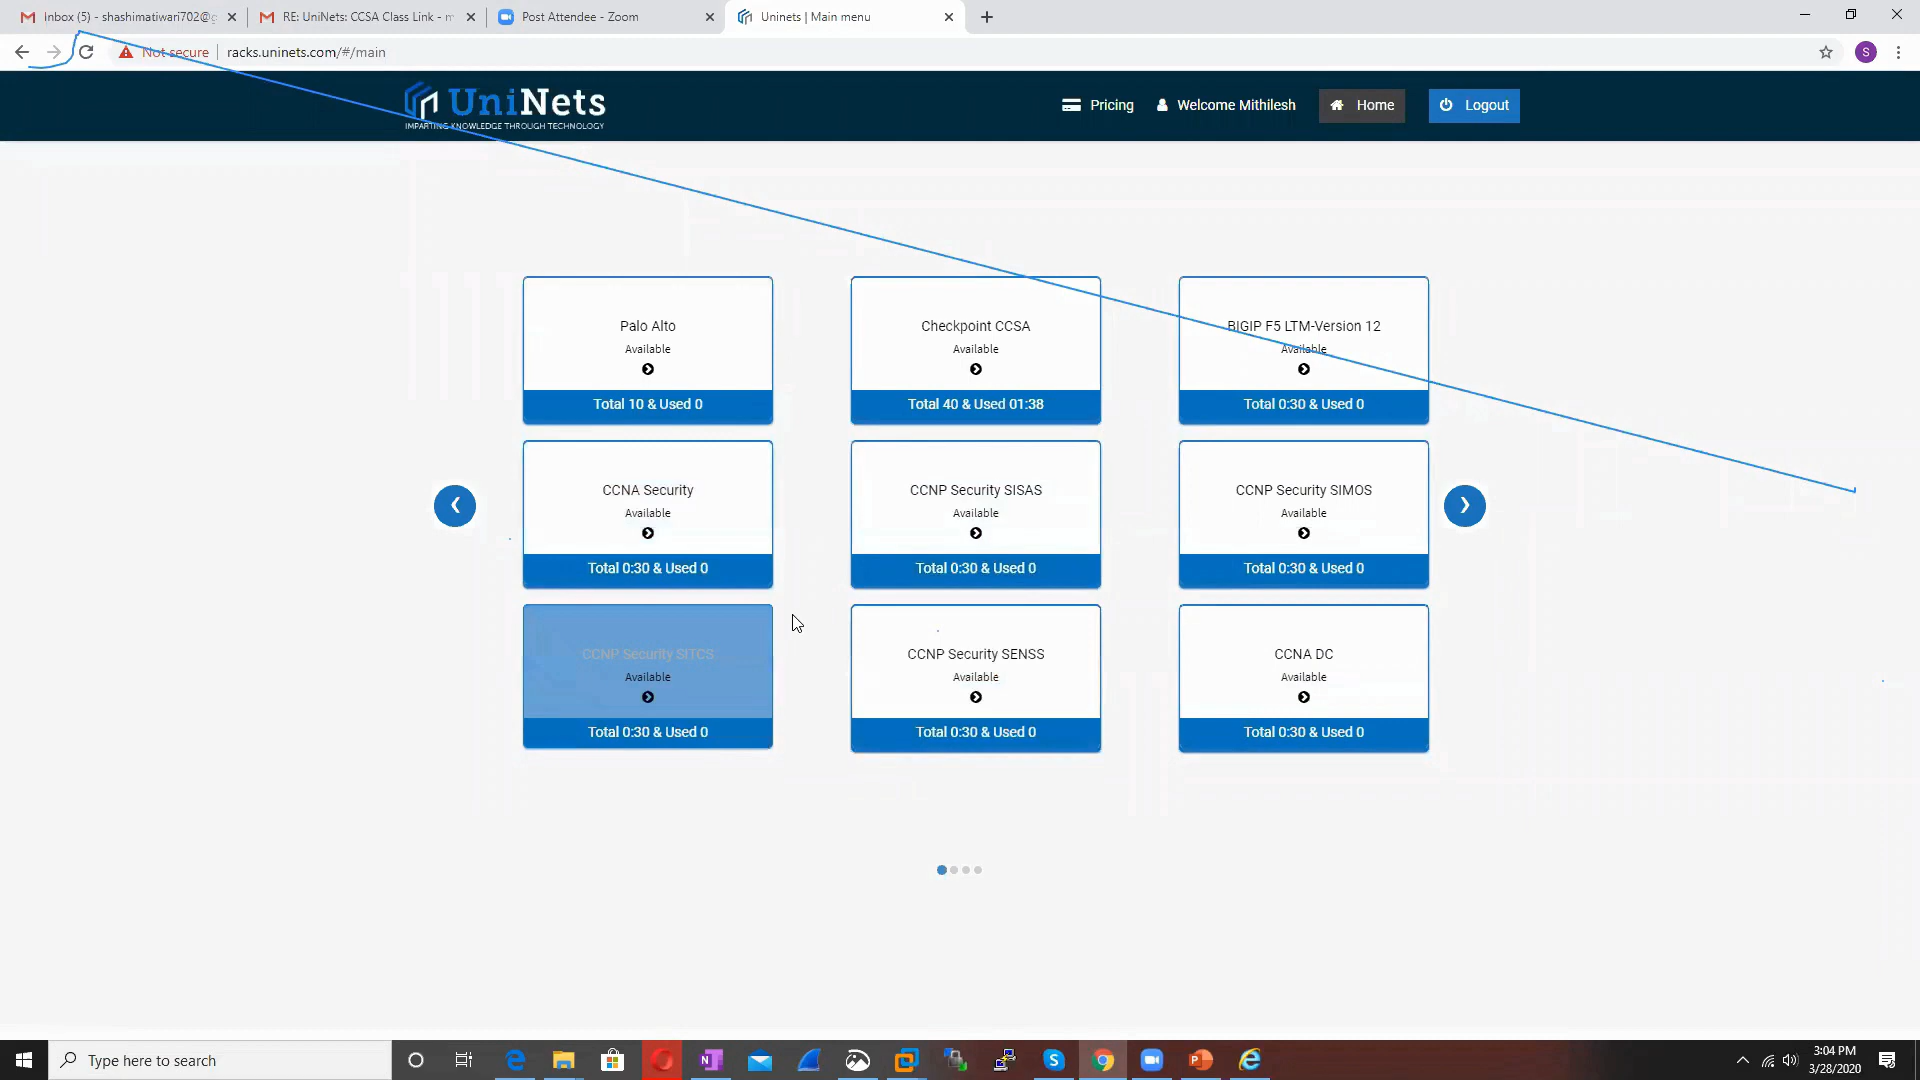 Inbox (5) - shashimatiwari702@g
RE: UniNets: CCSA Class Link - m
Post Attendee - Zoom
Uninets | Main menu
Not secure
racks.uninets.com/#/main
S
UniNets
IMPARTING KNOWLEDGE THROUGH TECHNOLOGY
Pricing
Welcome Mithilesh
Home
Logout
Palo Alto
Available
Total 10 & Used 0
Checkpoint CCSA
Available
Total 40 & Used 01:38
BIGIP F5 LTM-Version 12
Available
Total 0:30 & Used 0
CCNA Security
Available
Total 0:30 & Used 0
CCNP Security SISAS
Available
Total 0:30 & Used 0
CCNP Security SIMOS
Available
Total 0:30 & Used 0
CCNP Security SITCS
Available
Total 0:30 & Used 0
CCNP Security SENSS
Available
Total 0:30 & Used 0
CCNA DC
Available
Total 0:30 & Used 0
Type here to search
3:04 PM
3/28/2020